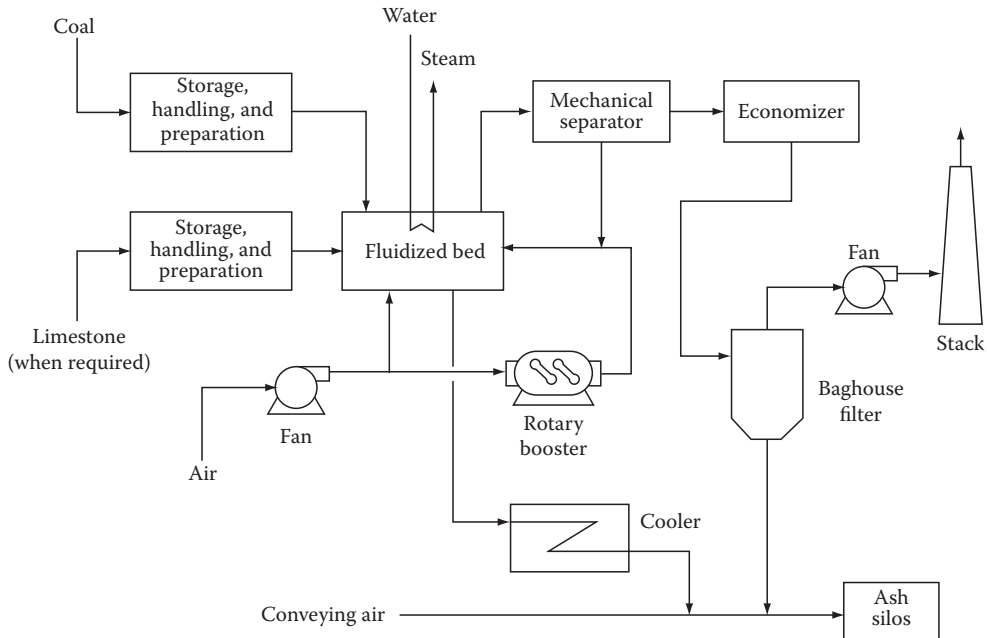 Coal
Water
Steam
Storage,
handling, and
preparation
Mechanical
separator
Economizer
Storage,
handling, and
preparation
Fluidized bed
Fan
Limestone
(when required)
Stack
Baghouse
filter
Fan
Rotary
booster
Air
Cooler
Conveying air
Ash
silos